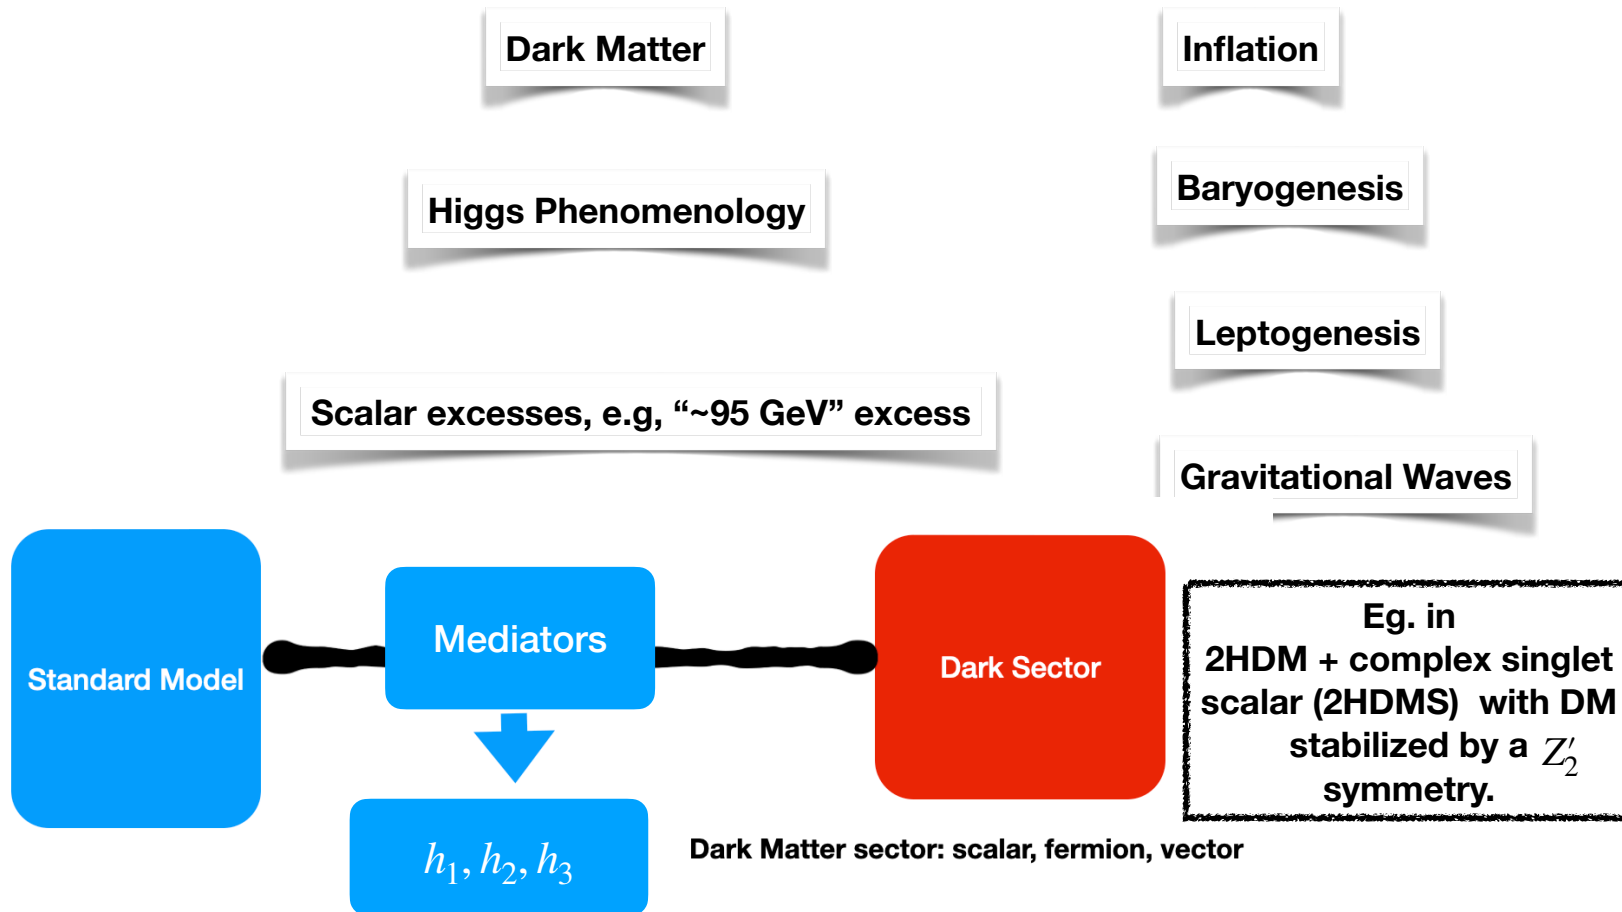 Dark Matter
Inflation
Higgs Phenomenology
Baryogenesis
Leptogenesis
Scalar excesses, e.g, “~95 GeV” excess
Gravitational Waves
Standard Model
Mediators
Dark Sector
Eg. in
2HDM + complex singlet
scalar (2HDMS) with DM
stabilized by a Z′₂
symmetry.
h₁, h₂, h₃
Dark Matter sector: scalar, fermion, vector